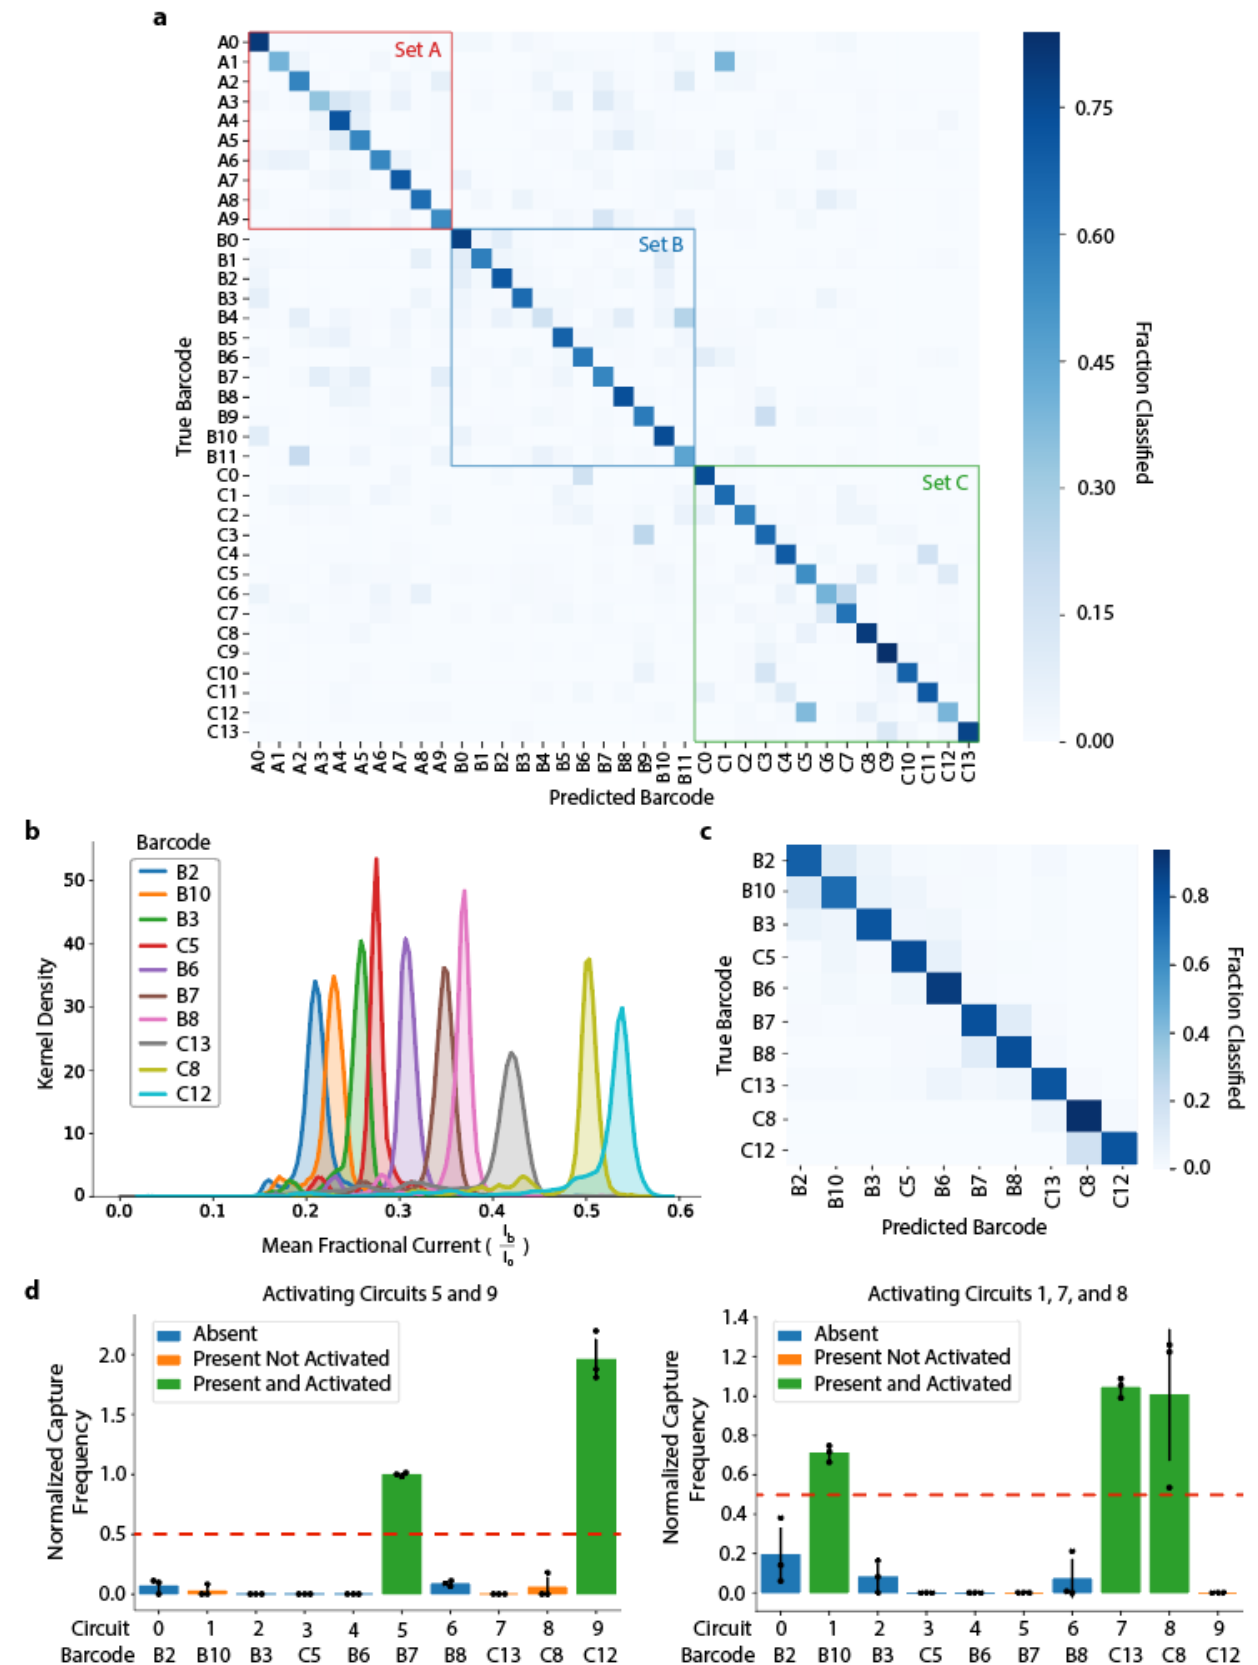 a
Set A
Set B
Set C
A0
A1
A2
A3
A4
A5
A6
A7
A8
A9
B0
B1
B2
B3
B4
B5
B6
B7
B8
B9
B10
B11
C0
C1
C2
C3
C4
C5
C6
C7
C8
C9
C10
C11
C12
C13
True Barcode
A0 A1 A2 A3 A4 A5 A6 A7 A8 A9 B0 B1 B2 B3 B4 B5 B6 B7 B8 B9 B10 B11 C0 C1 C2 C3 C4 C5 C6 C7 C8 C9 C10 C11 C12 C13
Predicted Barcode
0.75
0.60
0.45
0.30
0.15
0.00
Fraction Classified
b
Barcode
B2
B10
B3
C5
B6
B7
B8
C13
C8
C12
50
40
30
20
10
0
Kernel Density
0.0 0.1 0.2 0.3 0.4 0.5 0.6
Mean Fractional Current ( Ib / Io )
c
B2
B10
B3
C5
B6
B7
B8
C13
C8
C12
True Barcode
B2 B10 B3 C5 B6 B7 B8 C13 C8 C12
Predicted Barcode
0.8
0.6
0.4
0.2
0.0
Fraction Classified
d
Activating Circuits 5 and 9
Absent
Present Not Activated
Present and Activated
2.0
1.5
1.0
0.5
0.0
Normalized Capture
Frequency
Circuit 0 1 2 3 4 5 6 7 8 9
Barcode B2 B10 B3 C5 B6 B7 B8 C13 C8 C12
Activating Circuits 1, 7, and 8
Absent
Present Not Activated
Present and Activated
1.4
1.2
1.0
0.8
0.6
0.4
0.2
0.0
Normalized Capture
Frequency
Circuit 0 1 2 3 4 5 6 7 8 9
Barcode B2 B10 B3 C5 B6 B7 B8 C13 C8 C12